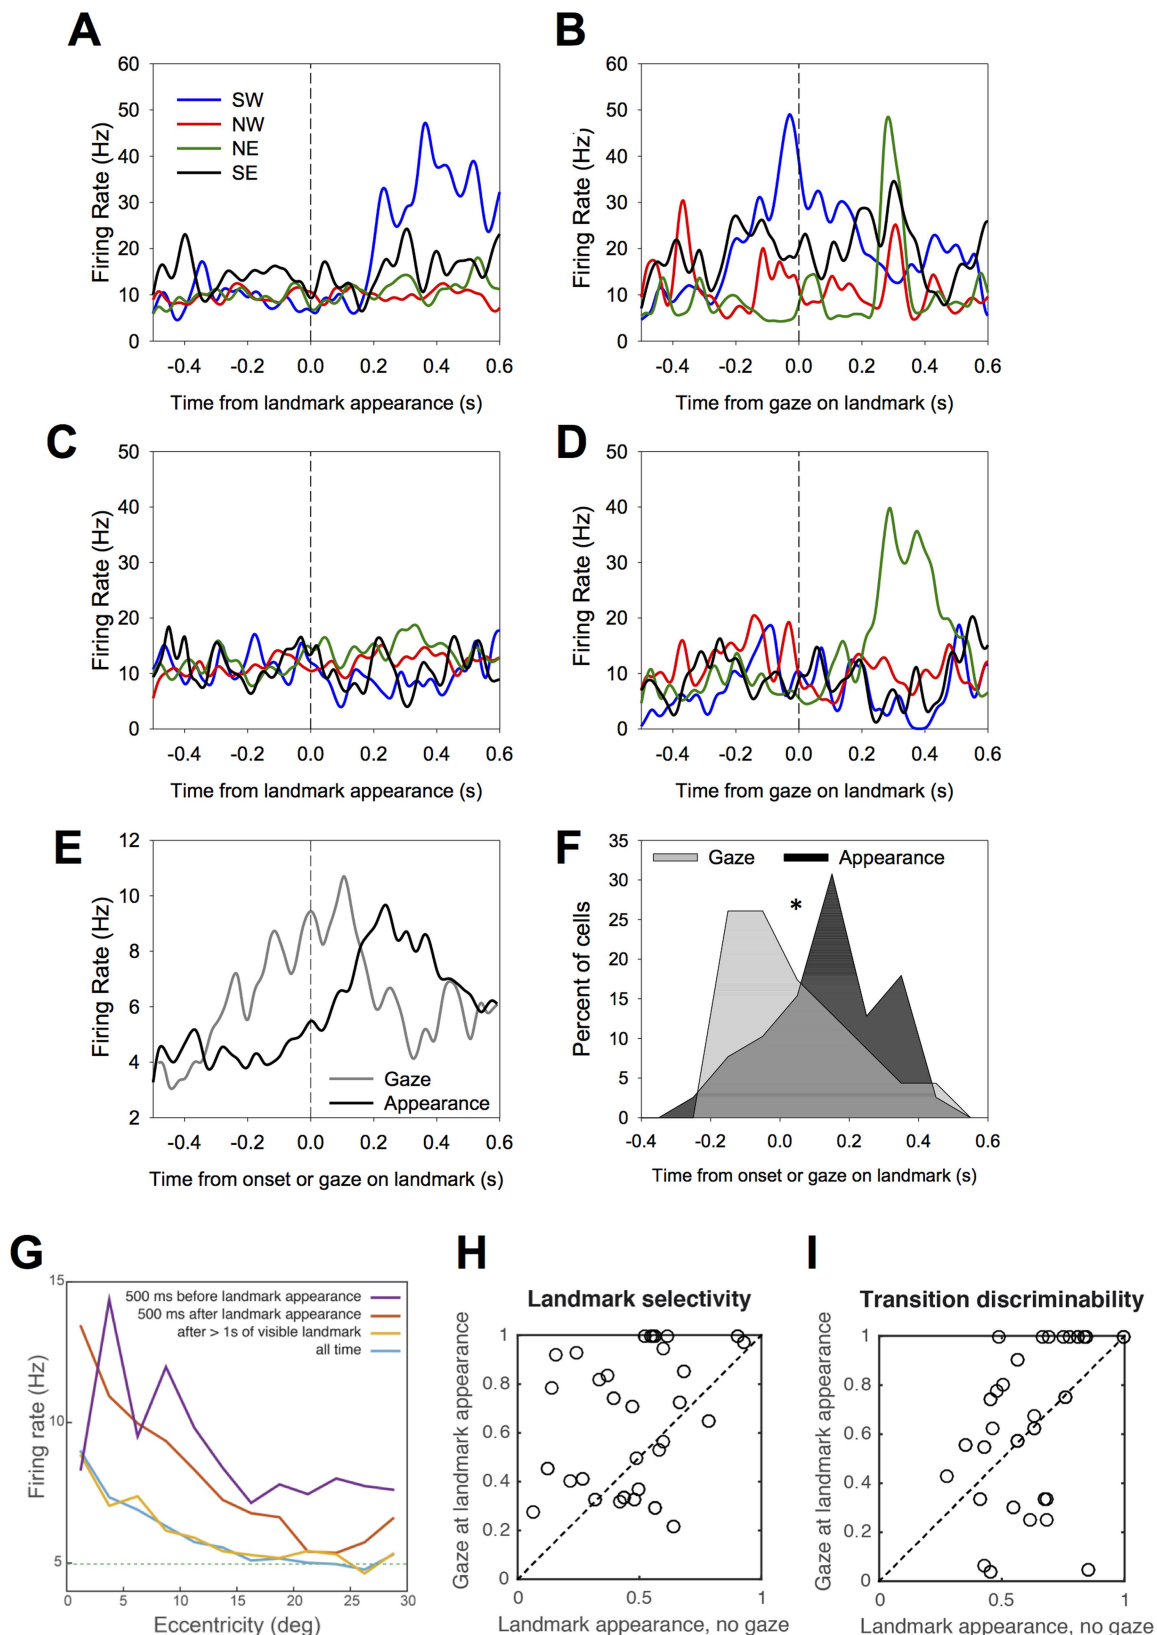 A
B
60
50
40
30
20
10
0
Firing Rate (Hz)
SW
NW
NE
SE
-0.4 -0.2 0.0 0.2 0.4 0.6
Time from landmark appearance (s)
60
50
40
30
20
10
0
Firing Rate (Hz)
-0.4 -0.2 0.0 0.2 0.4 0.6
Time from gaze on landmark (s)
C
D
50
40
30
20
10
0
Firing Rate (Hz)
-0.4 -0.2 0.0 0.2 0.4 0.6
Time from landmark appearance (s)
50
40
30
20
10
0
Firing Rate (Hz)
-0.4 -0.2 0.0 0.2 0.4 0.6
Time from gaze on landmark (s)
E
F
12
10
8
6
4
2
Firing Rate (Hz)
Gaze
Appearance
-0.4 -0.2 0.0 0.2 0.4 0.6
Time from onset or gaze on landmark (s)
35
30
25
20
15
10
5
0
Percent of cells
Gaze Appearance
*
-0.4 -0.2 0.0 0.2 0.4 0.6
Time from onset or gaze on landmark (s)
G
H
I
15
10
5
Firing rate (Hz)
500 ms before landmark appearance
500 ms after landmark appearance
after > 1s of visible landmark
all time
0 5 10 15 20 25 30
Eccentricity (deg)
Landmark selectivity
1
0.8
0.6
0.4
0.2
0
Gaze at landmark appearance
0 0.5 1
Landmark appearance, no gaze
Transition discriminability
1
0.8
0.6
0.4
0.2
0
Gaze at landmark appearance
0 0.5 1
Landmark appearance, no gaze